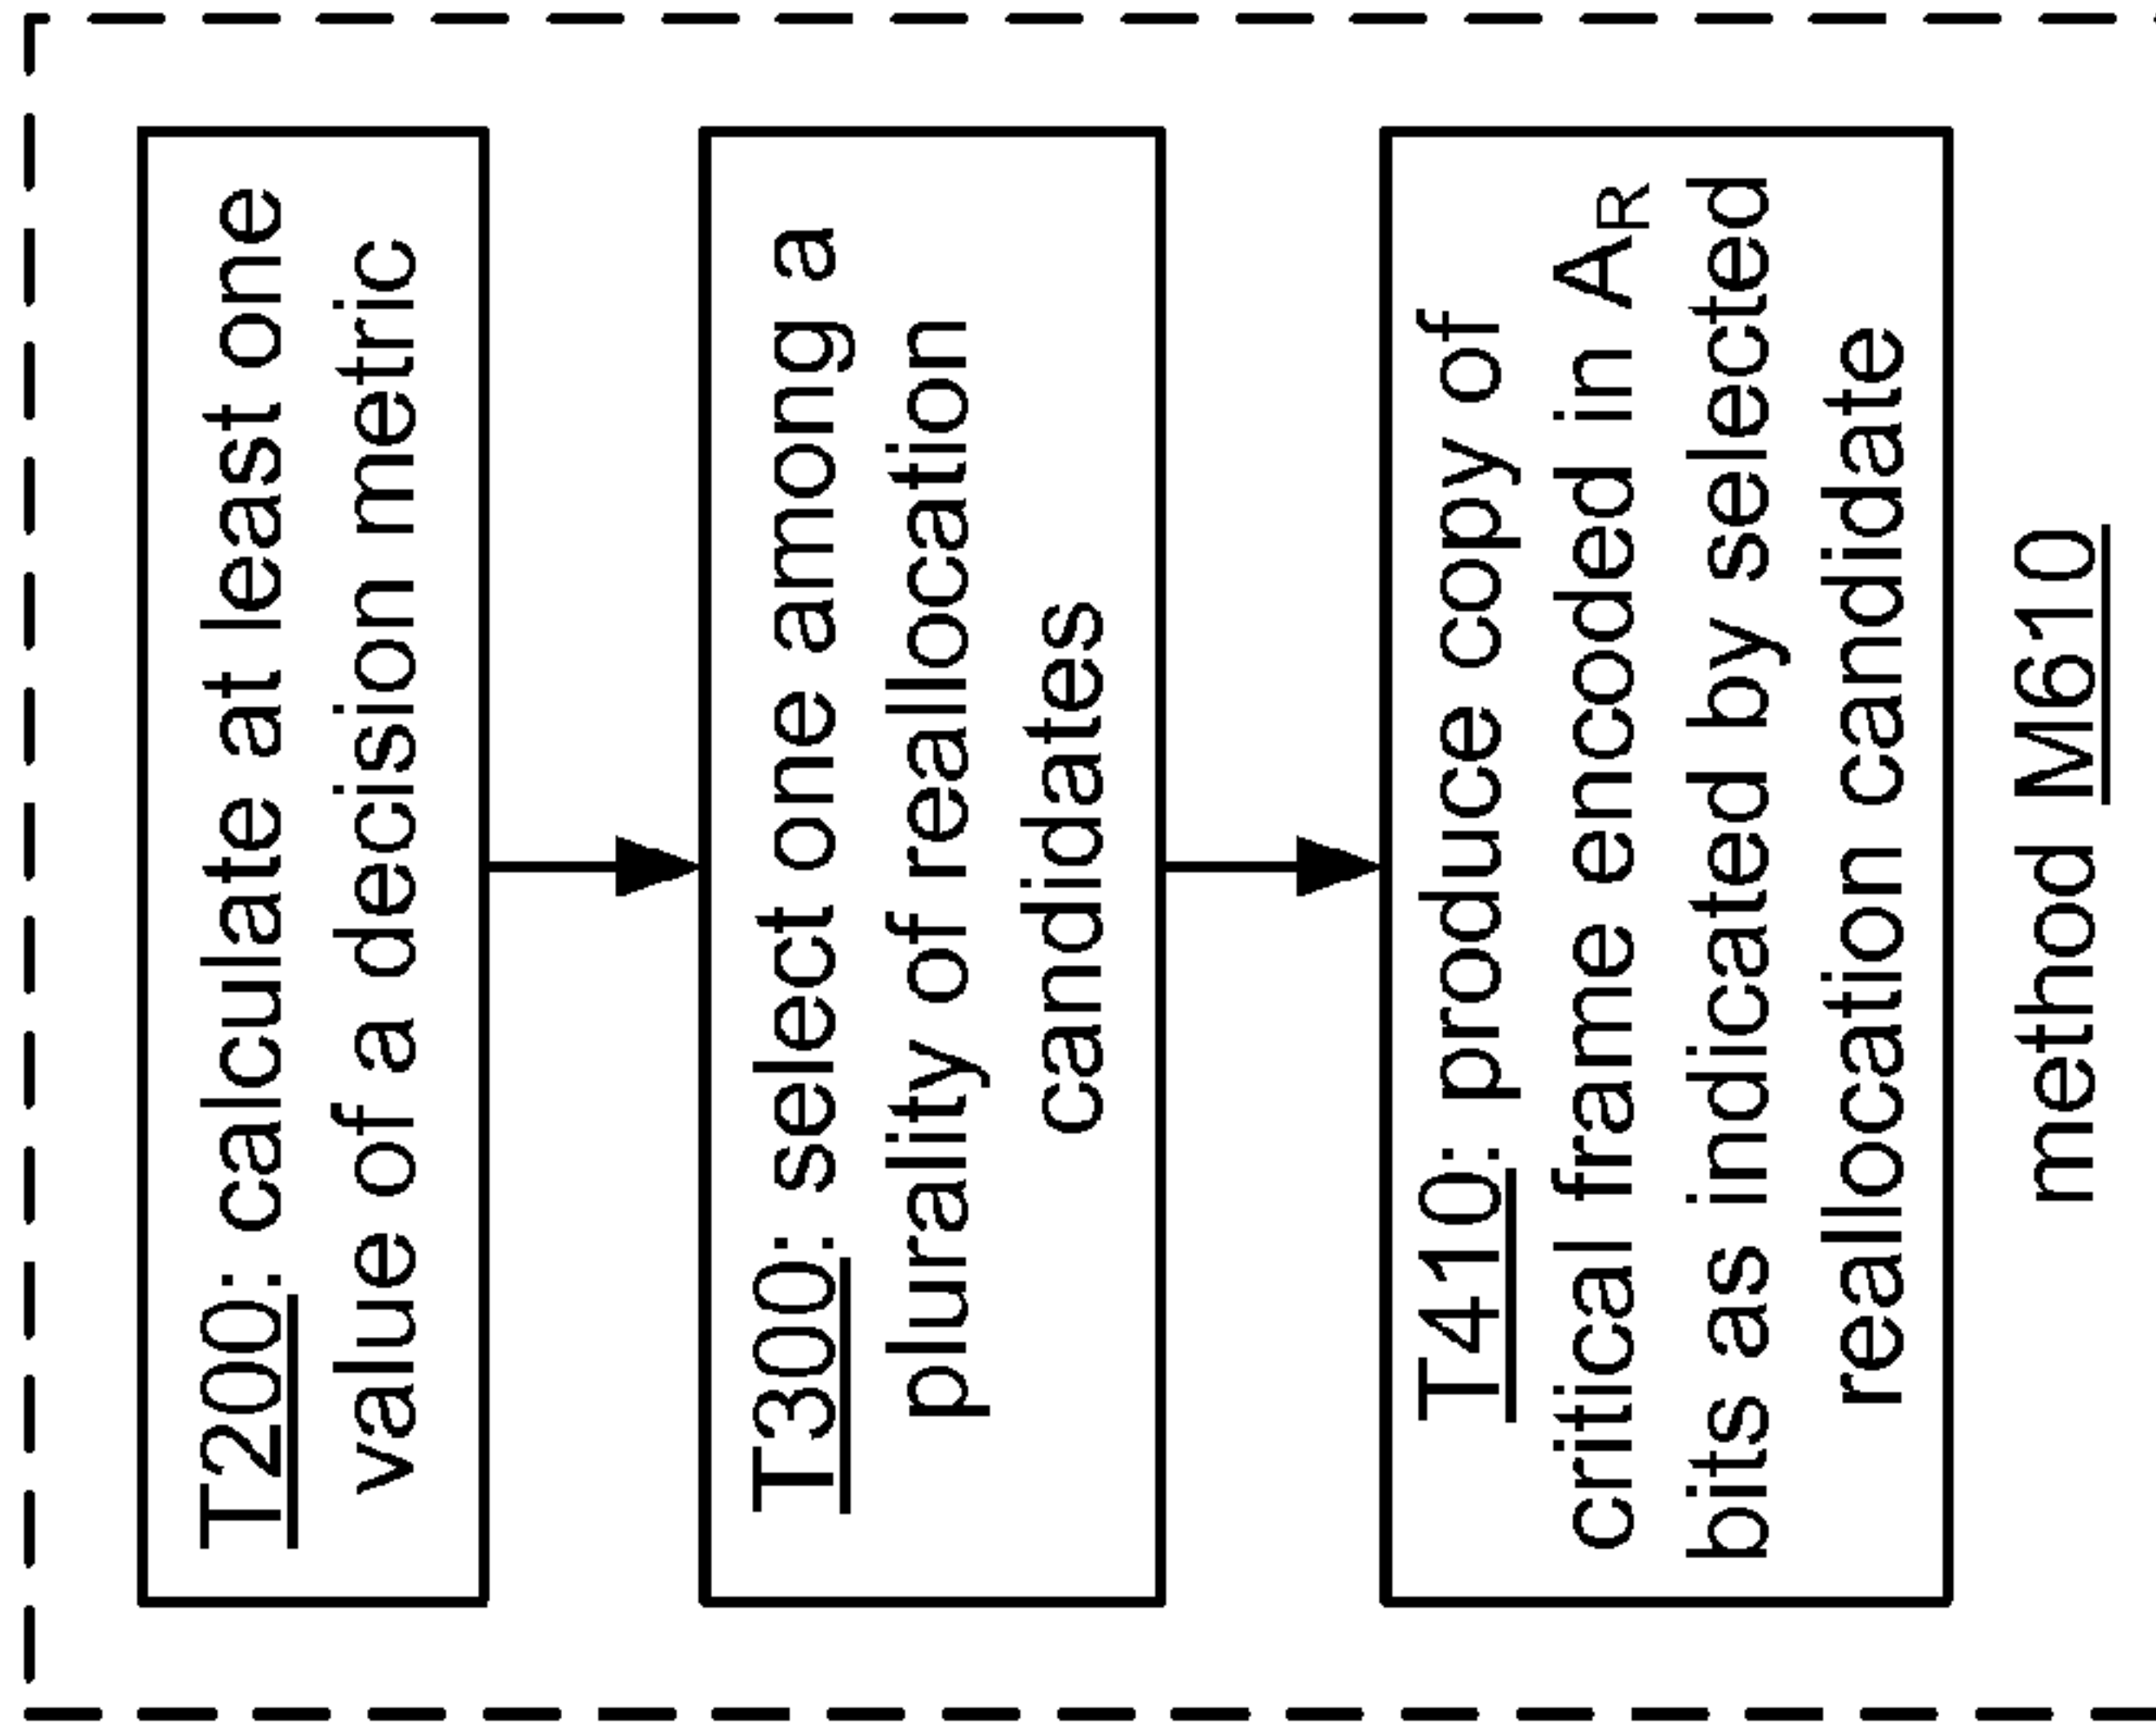 T200: calculate at least one
value of a decision metric
T300: select one among a
plurality of reallocation
candidates
T410: produce copy of
critical frame encoded in AR
bits as indicated by selected
reallocation candidate
method M610